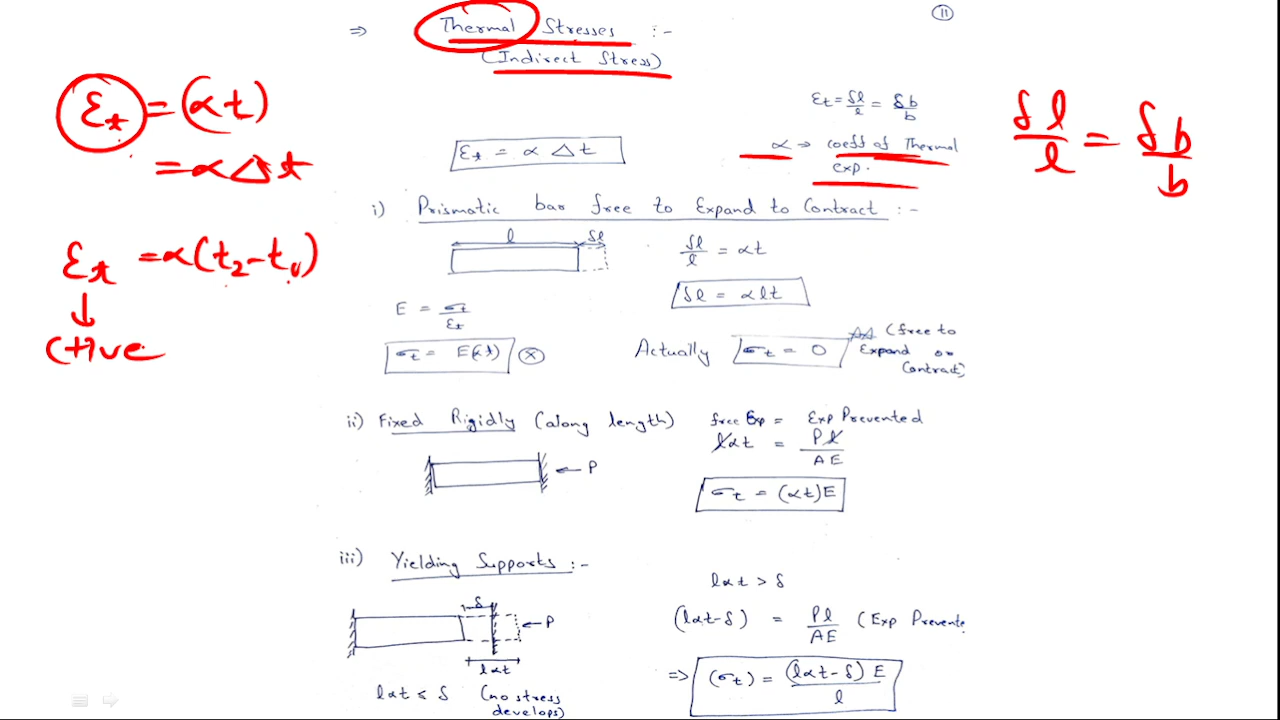 11
⇒ Thermal Stresses :-
(Indirect Stress)
εt = (αt)
= αΔt
εt = α(t2-t1)
↓
(+)ive
εt = δl/l = δb/b
α → coeff of Thermal
exp.
δl/l = δb/b
εt = α Δt
i) Prismatic bar free to Expand to Contract :-
l δl
δl/l = αt
δl = αlt
E = σt/εt
σt = E(αt) ⊗
Actually σt = 0 (free to
Expand or
Contract)
ii) Fixed Rigidly (along length)
free Exp = Exp Prevented
lαt = Pl/AE
← P
σt = (αt)E
iii) Yielding Supports :-
δ
← P
lαt
lαt ≤ δ (no stress
develops)
lαt > δ
(lαt-δ) = Pl/AE (Exp Prevente
⇒ (σt) = (lαt-δ)E/l